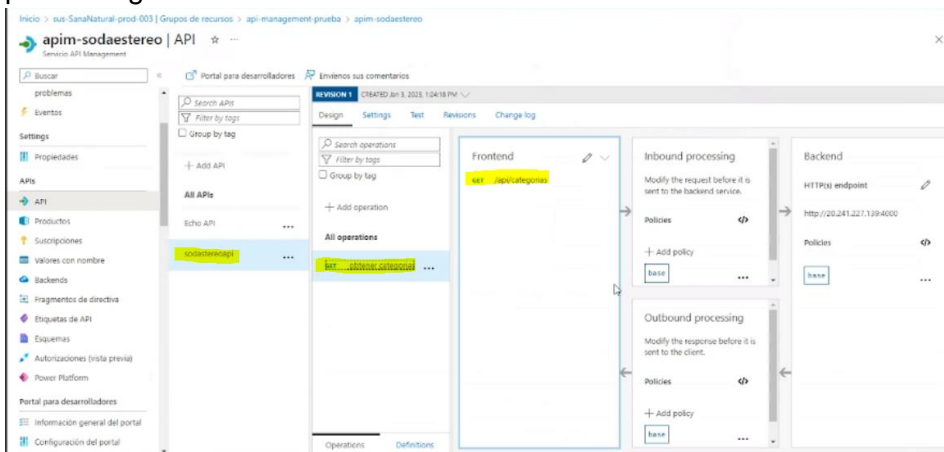 Inicio > sus-SanaNatural-prod-003 | Grupos de recursos > api-management-prueba > apim-sodaestereo
apim-sodaestereo | API
Servicio API Management
Buscar
problemas
Eventos
Settings
Propiedades
APIs
API
Productos
Suscripciones
Valores con nombre
Backends
Fragmentos de directiva
Etiquetas de API
Esquemas
Autorizaciones (vista previa)
Power Platform
Portal para desarrolladores
Información general del portal
Configuración del portal
Portal para desarrolladores
Envíenos sus comentarios
Search APIs
Filter by tags
Group by tag
+ Add API
All APIs
Echo API
sodastereoapi
REVISION 1 CREATED Jan 3, 2023, 1:24:18 PM
Design Settings Test Revisions Change log
Search operations
Filter by tags
Group by tag
+ Add operation
All operations
GET obtener categorias
Operations Definitions
Frontend
GET /api/categorias
Inbound processing
Modify the request before it is
sent to the backend service.
Policies </>
+ Add policy
base
Outbound processing
Modify the response before it is
sent to the client.
Policies </>
+ Add policy
base
Backend
HTTP(s) endpoint
http://20.241.227.139:4000
Policies </>
base